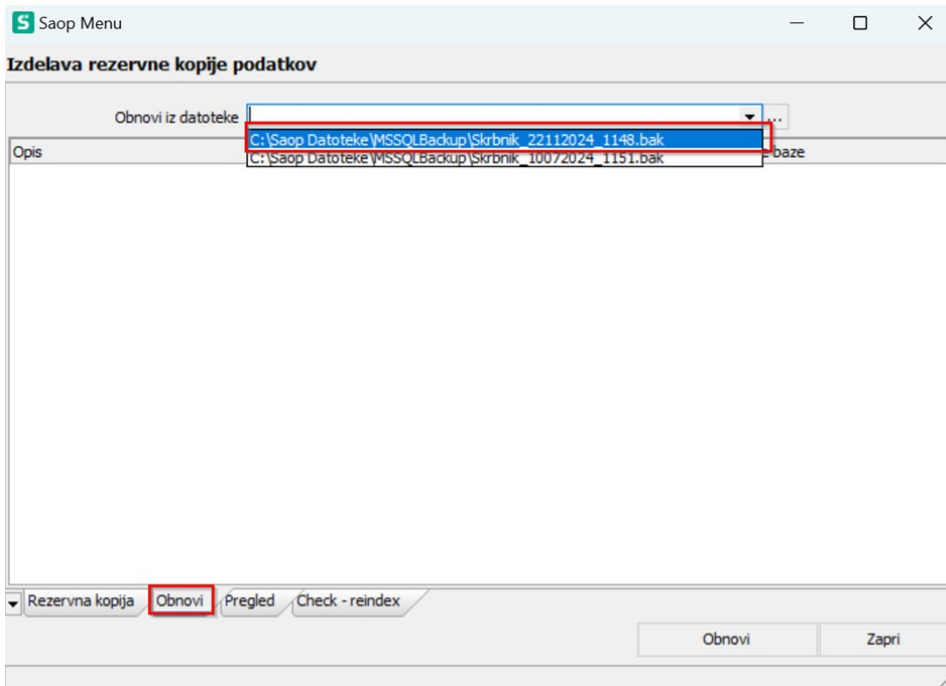 Saop Menu
Izdelava rezervne kopije podatkov
Obnovi iz datoteke
...
C:\Saop Datoteke\MSSQLBackup\Skrbnik_22112024_1148.bak
C:\Saop Datoteke\MSSQLBackup\Skrbnik_10072024_1151.bak
Opis baze
Rezervna kopija Obnovi Pregled Check - reindex
Obnovi Zapri